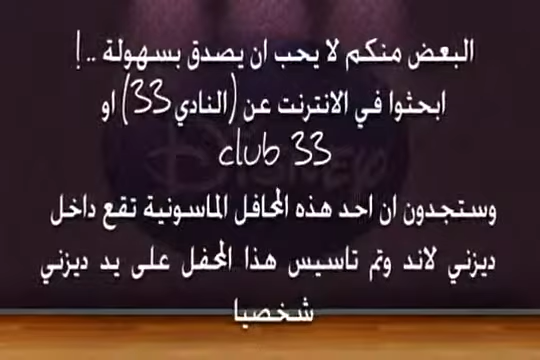 البعض منكم لا يحب ان يصدق بسهولة ..!
ابحثوا في الانترنت عن (النادي 33) او
club 33
وستجدون ان احد هذه المحافل الماسونية تقع داخل
ديزني لاند وتم تاسيس هذا المحفل على يد ديزني
شخصيا
DISNEY